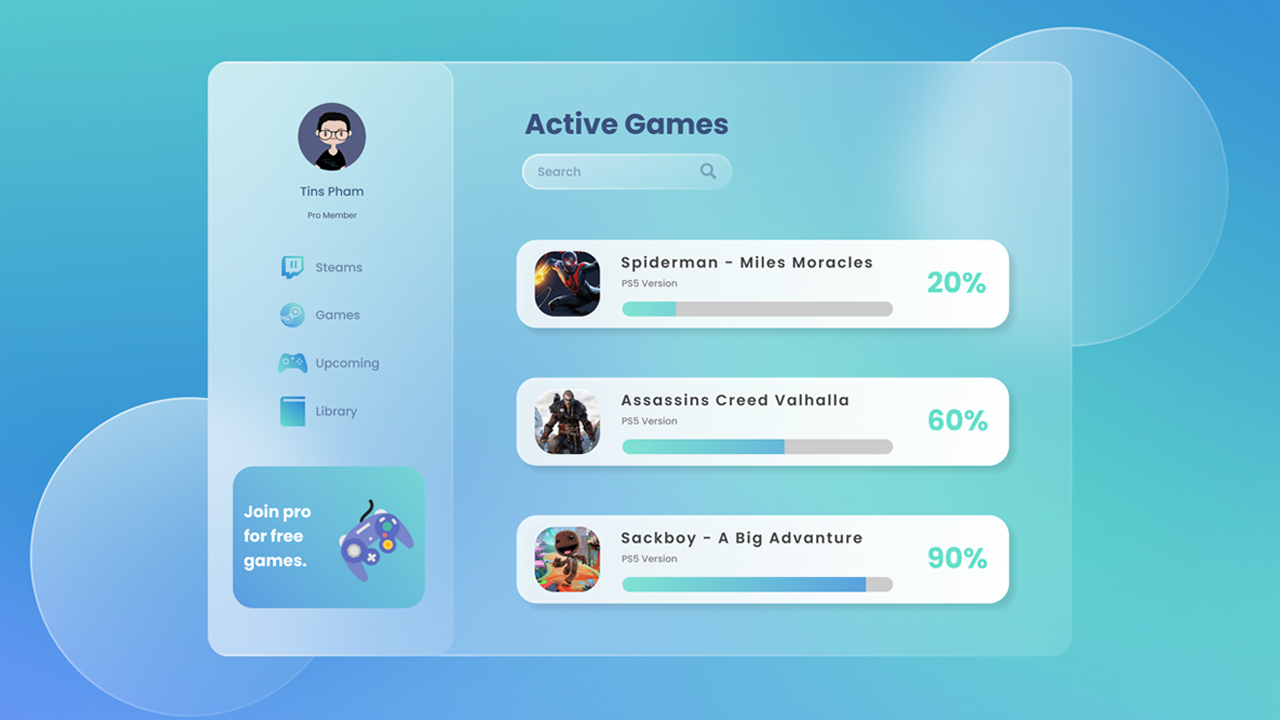 Tins Pham
Pro Member
Steams
Games
Upcoming
Library
Join pro
for free
games.
Active Games
Search
Spiderman - Miles Moracles
PS5 Version
20%
Assassins Creed Valhalla
PS5 Version
60%
Sackboy - A Big Advanture
PS5 Version
90%